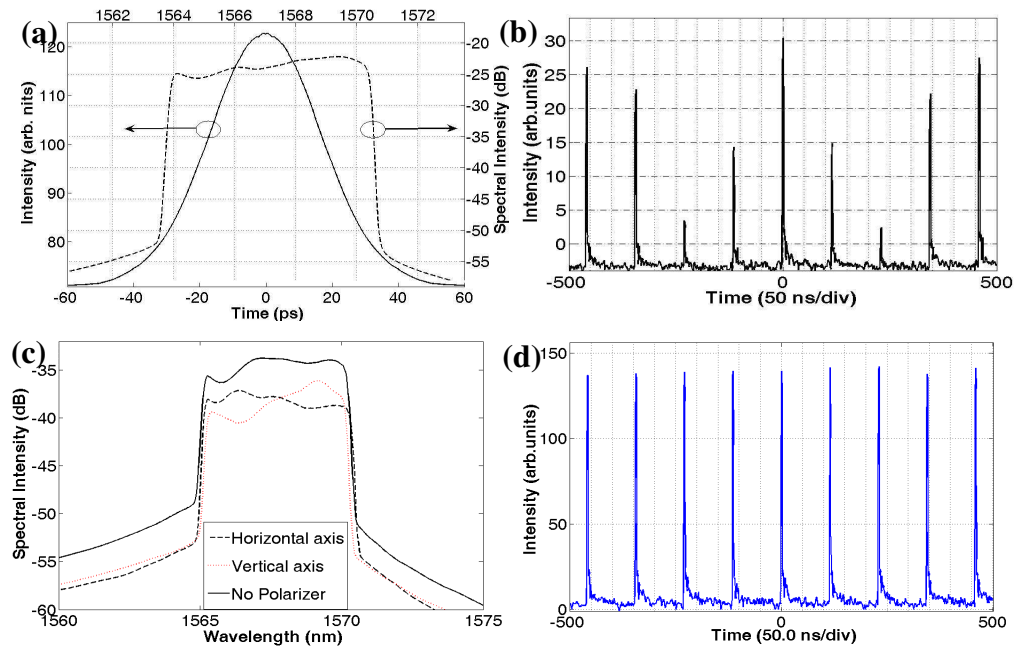 (a)
1562 1564 1566 1568 1570 1572
120
110
100
90
80
Intensity (arb. nits)
-20
-25
-30
-35
-40
-45
-50
-55
Spectral Intensity (dB)
-60 -40 -20 0 20 40 60
Time (ps)
(b)
30
25
20
15
10
5
0
Intensity (arb.units)
-500 0 500
Time (50 ns/div)
(c)
-35
-40
-45
-50
-55
-60
Spectral Intensity (dB)
Horizontal axis
Vertical axis
No Polarizer
1560 1565 1570 1575
Wavelength (nm)
(d)
150
100
50
0
Intensity (arb.units)
-500 0 500
Time (50.0 ns/div)